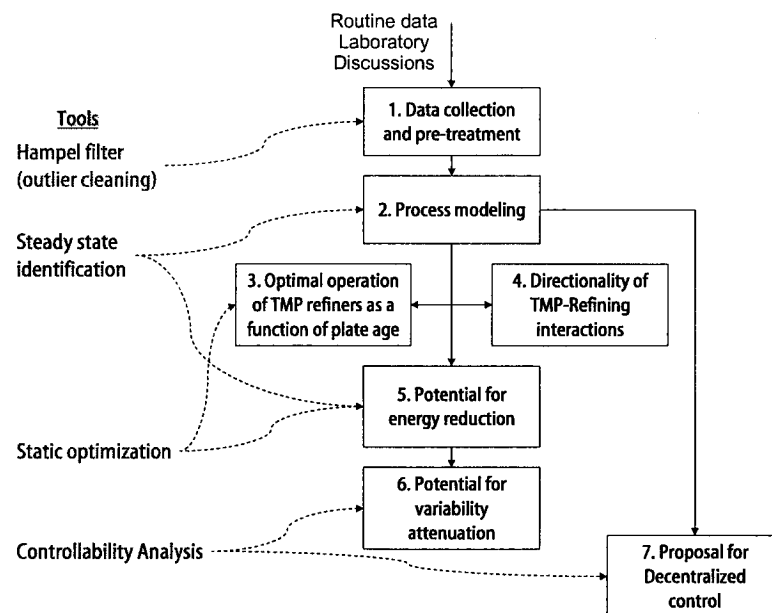 Routine data
Laboratory
Discussions
1. Data collection
and pre-treatment
Tools
Hampel filter
(outlier cleaning)
2. Process modeling
Steady state
identification
3. Optimal operation
of TMP refiners as a
function of plate age
4. Directionality of
TMP-Refining
interactions
5. Potential for
energy reduction
Static optimization
6. Potential for
variability
attenuation
Controllability Analysis
7. Proposal for
Decentralized
control